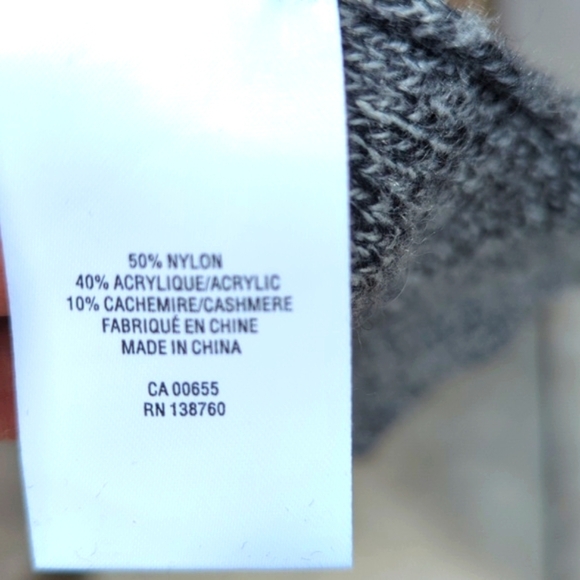 50% NYLON
40% ACRYLIQUE/ACRYLIC
10% CACHEMIRE/CASHMERE
FABRIQUÉ EN CHINE
MADE IN CHINA
CA 00655
RN 138760